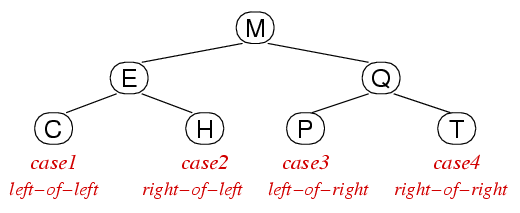 M
E Q
C H P T
case1 case2 case3 case4
left-of-left right-of-left left-of-right right-of-right